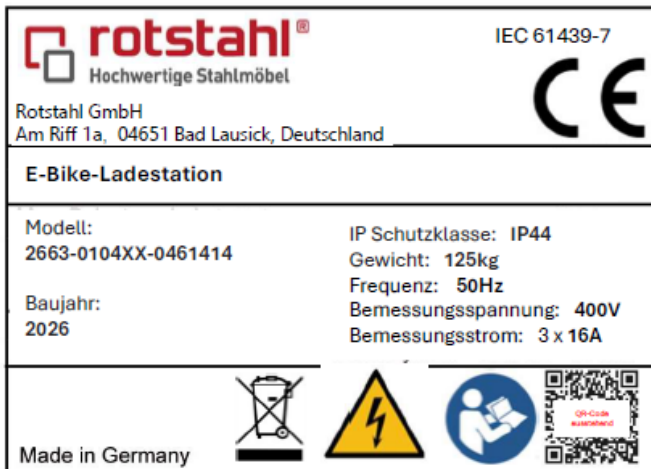 rotstahl®
Hochwertige Stahlmöbel
IEC 61439-7
CE
Rotstahl GmbH
Am Riff 1a, 04651 Bad Lausick, Deutschland
E-Bike-Ladestation
Modell:
2663-0104XX-0461414
Baujahr:
2026
IP Schutzklasse: IP44
Gewicht: 125kg
Frequenz: 50Hz
Bemessungsspannung: 400V
Bemessungsstrom: 3 x 16A
Made in Germany
QR-Code
ausstehend